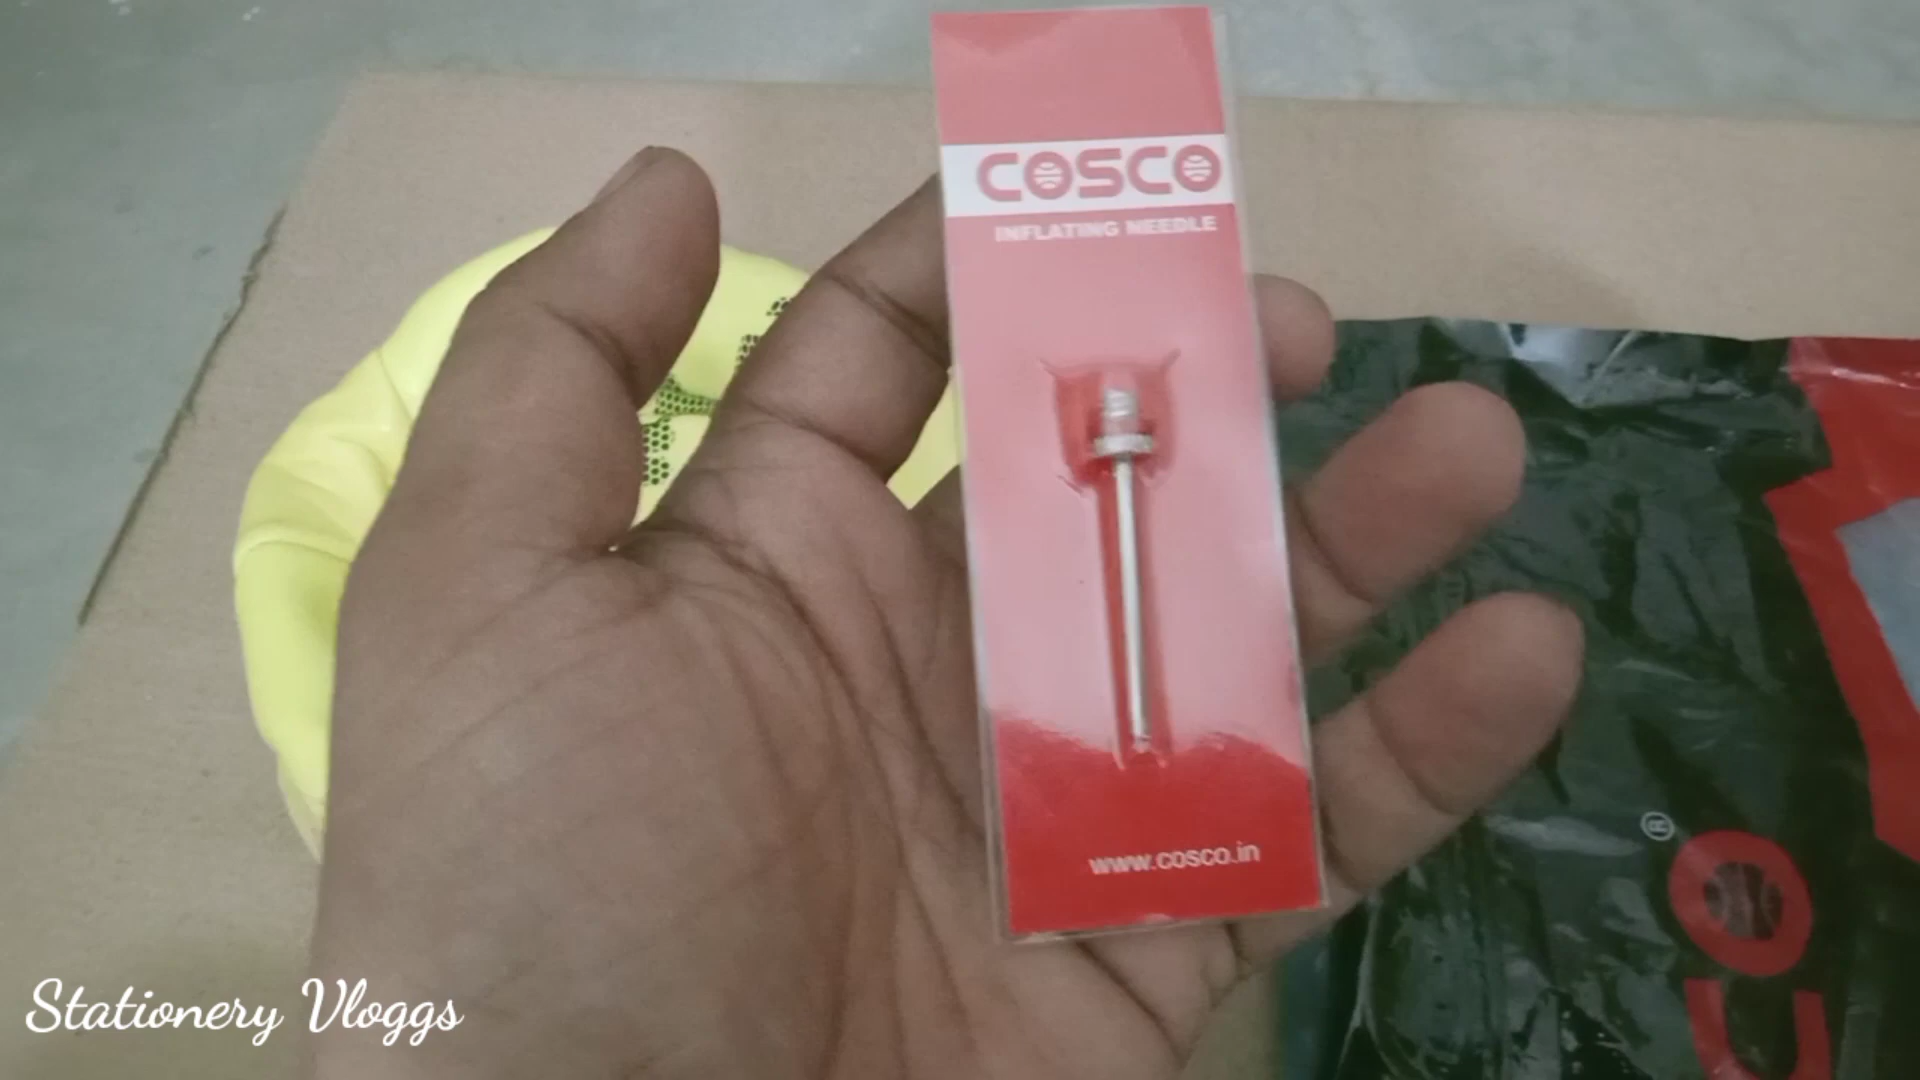 COSCO
INFLATING NEEDLE
www.cosco.in
®
Stationery Vloggs